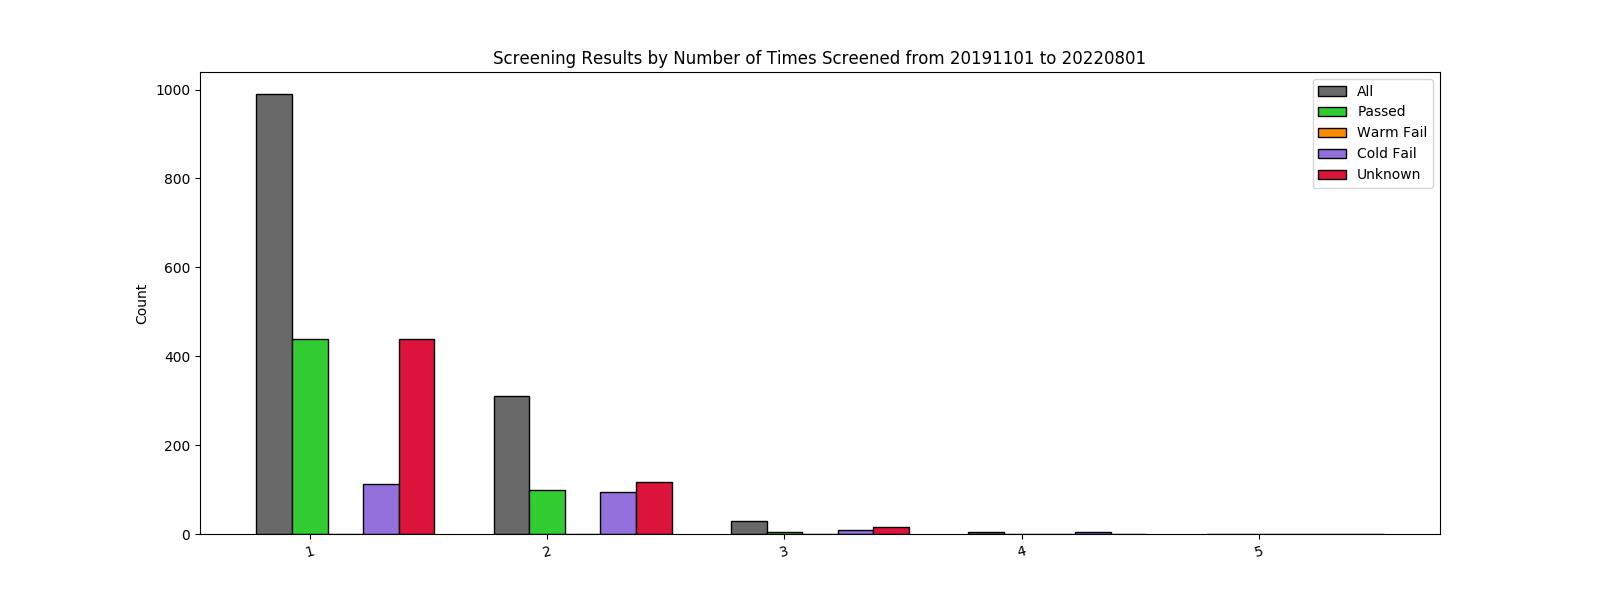 Screening Results by Number of Times Screened from 20191101 to 20220801
Count
1000
800
600
400
200
0
1
2
3
4
5
All
Passed
Warm Fail
Cold Fail
Unknown